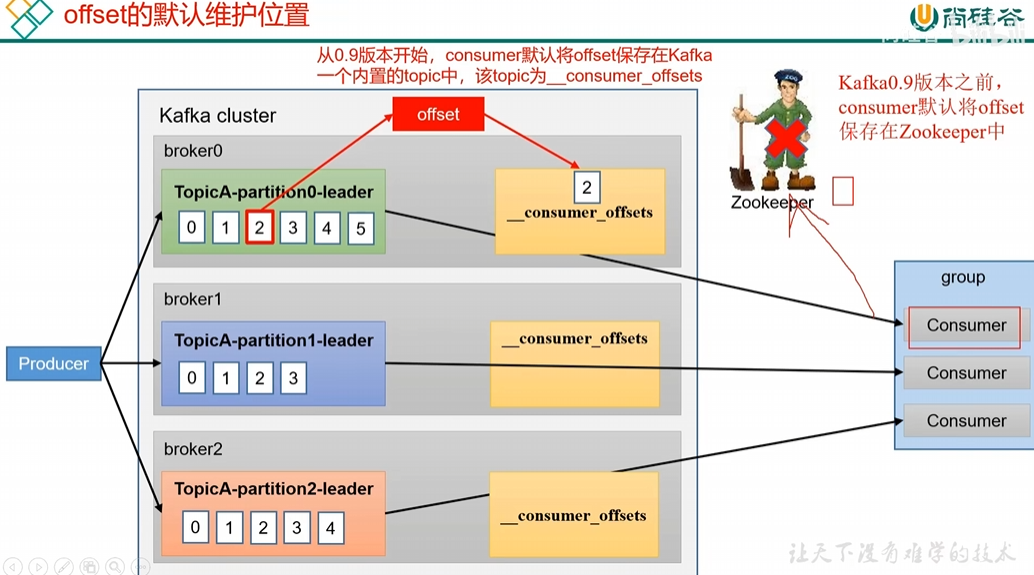 offset的默认维护位置
尚硅谷
从0.9版本开始，consumer默认将offset保存在Kafka
一个内置的topic中，该topic为__consumer_offsets
Kafka0.9版本之前，
consumer默认将offset
保存在Zookeeper中
Kafka cluster
offset
broker0
TopicA-partition0-leader
0 1 2 3 4 5
2
__consumer_offsets
Zookeeper
broker1
TopicA-partition1-leader
0 1 2 3
__consumer_offsets
broker2
TopicA-partition2-leader
0 1 2 3 4
__consumer_offsets
Producer
group
Consumer
Consumer
Consumer
让天下没有难学的技术